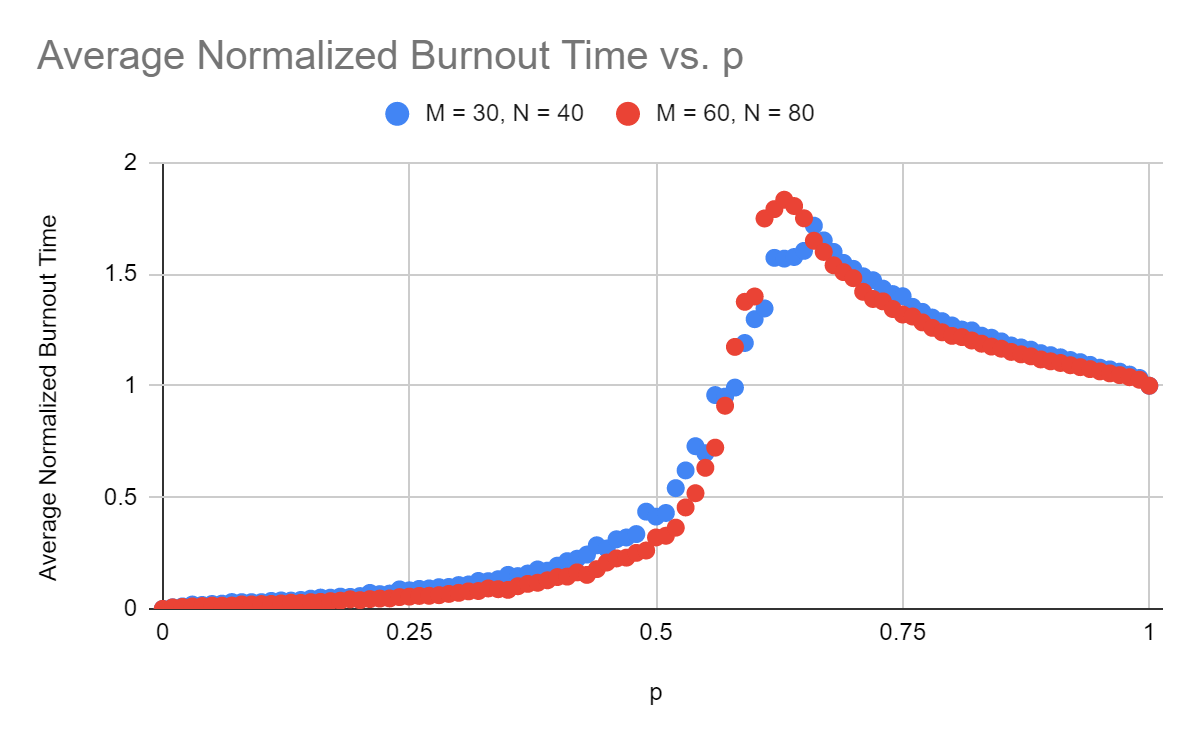 Average Normalized Burnout Time vs. p
M = 30, N = 40 M = 60, N = 80
Average Normalized Burnout Time
2
1.5
1
0.5
0
0 0.25 0.5 0.75 1
p